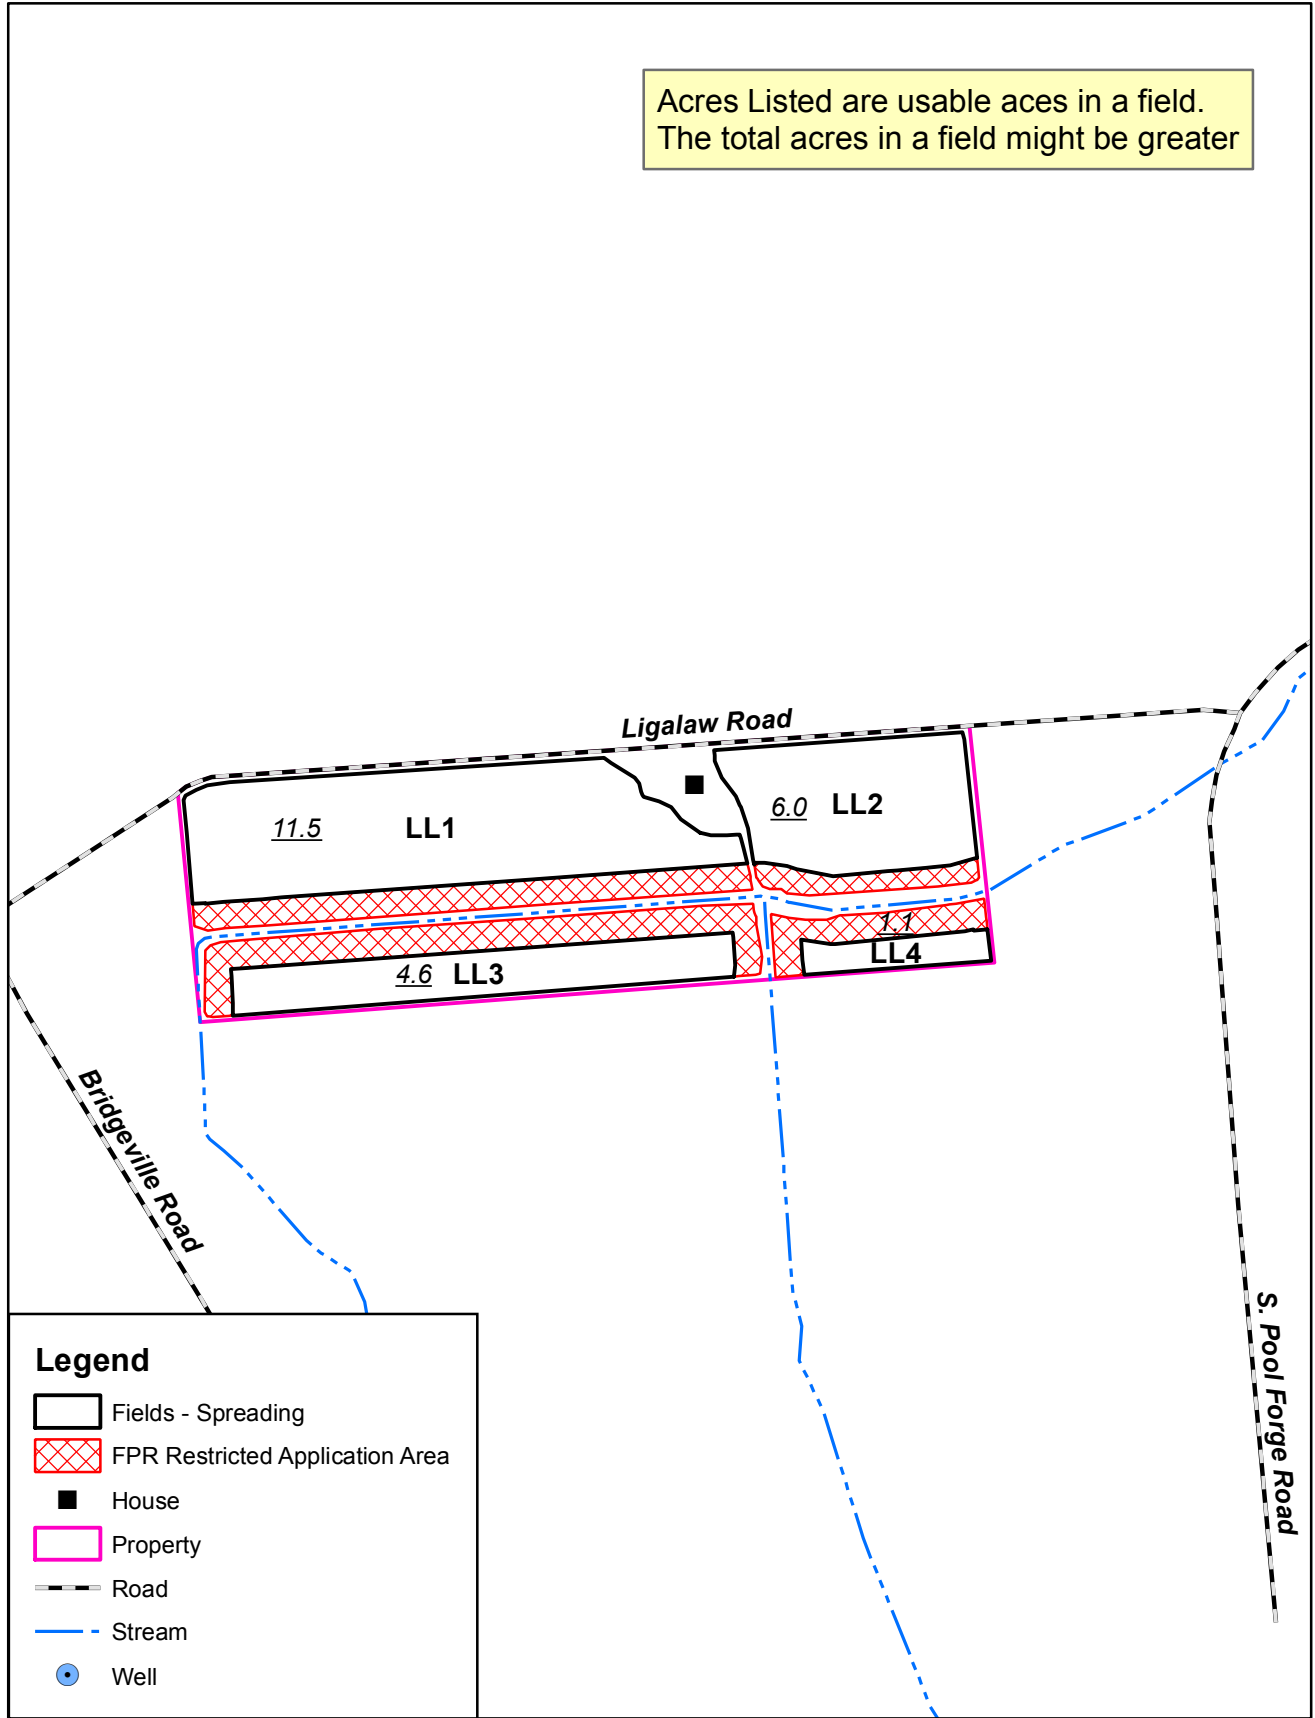 Acres Listed are usable aces in a field.
The total acres in a field might be greater
Ligalaw Road
11.5 LL1
6.0 LL2
1.1
LL4
4.6 LL3
Bridgeville Road
S. Pool Forge Road
Legend
Fields - Spreading
FPR Restricted Application Area
House
Property
Road
Stream
Well